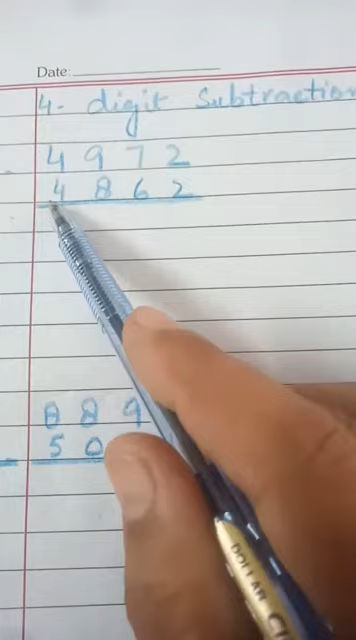 Date:
4- digit Subtraction
4 9 7 2
4 8 6 2
8 8 9
5 0
DOLLAR